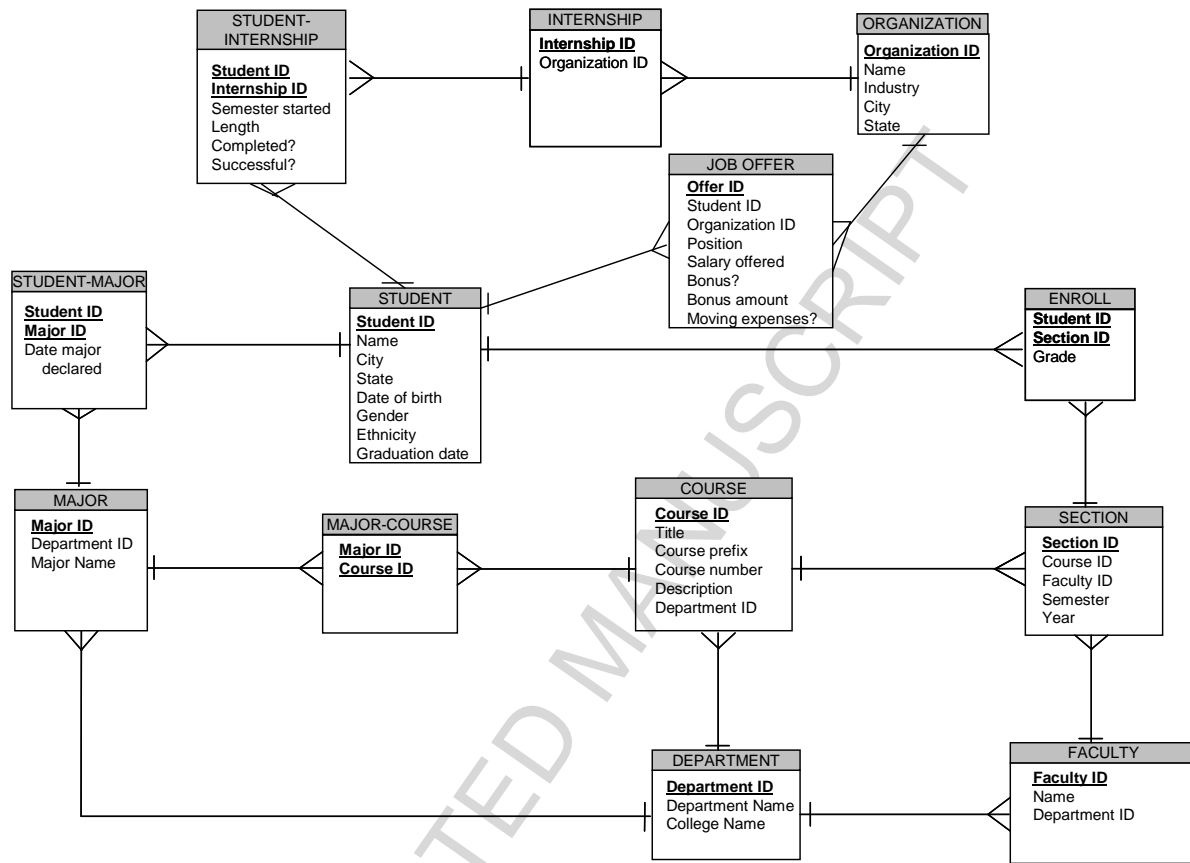 STUDENT-
INTERNSHIP
Student ID
Internship ID
Semester started
Length
Completed?
Successful?
INTERNSHIP
Internship ID
Organization ID
ORGANIZATION
Organization ID
Name
Industry
City
State
JOB OFFER
Offer ID
Student ID
Organization ID
Position
Salary offered
Bonus?
Bonus amount
Moving expenses?
STUDENT-MAJOR
Student ID
Major ID
Date major
declared
STUDENT
Student ID
Name
City
State
Date of birth
Gender
Ethnicity
Graduation date
ENROLL
Student ID
Section ID
Grade
MAJOR
Major ID
Department ID
Major Name
MAJOR-COURSE
Major ID
Course ID
COURSE
Course ID
Title
Course prefix
Course number
Description
Department ID
SECTION
Section ID
Course ID
Faculty ID
Semester
Year
DEPARTMENT
Department ID
Department Name
College Name
FACULTY
Faculty ID
Name
Department ID
TED MANUSCRIPT